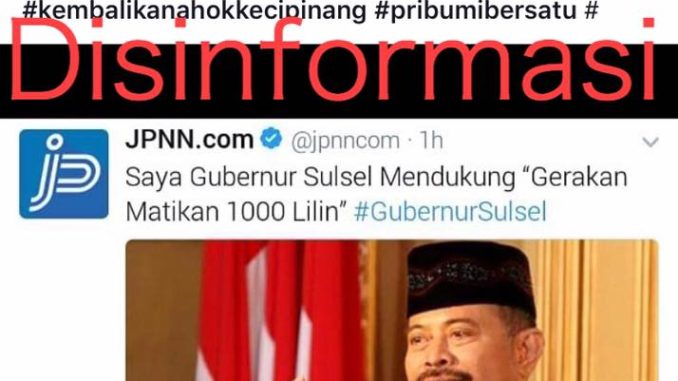 #kembalikanahokkecipinang #pribumibersatu #
Disinformasi
JPNN.com @jpnncom · 1h
Saya Gubernur Sulsel Mendukung “Gerakan
Matikan 1000 Lilin” #GubernurSulsel